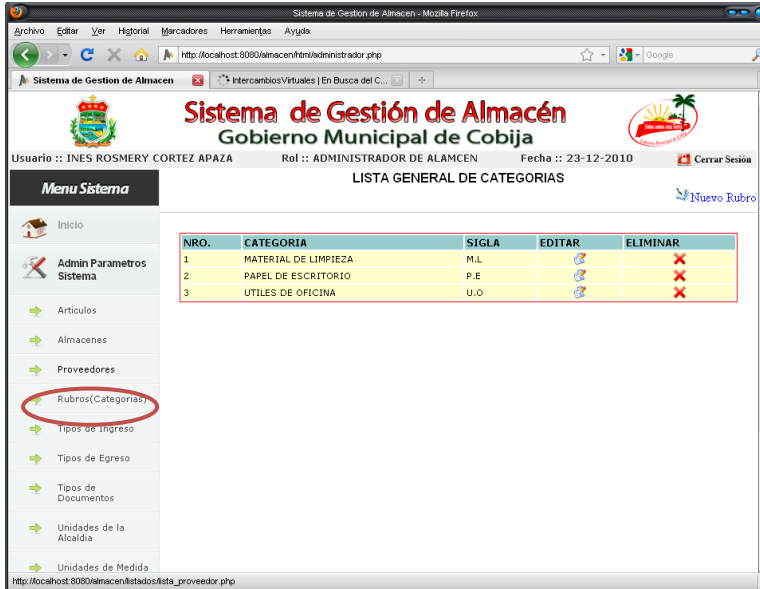 Sistema de Gestion de Almacen - Mozilla Firefox
Archivo Editar Ver Historial Marcadores Herramientas Ayuda
http://localhost:8080/almacen/html/administrador.php
Google
Sistema de Gestion de Almacen
IntercambiosVirtuales | En Busca del C...
Sistema de Gestión de Almacén
Gobierno Municipal de Cobija
Usuario :: INES ROSMERY CORTEZ APAZA Rol :: ADMINISTRADOR DE ALAMCEN Fecha :: 23-12-2010 Cerrar Sesión
Menu Sistema
LISTA GENERAL DE CATEGORIAS
Nuevo Rubro
Inicio
Admin Parametros
Sistema
Articulos
Almacenes
Proveedores
Rubros(Categorias)
Tipos de Ingreso
Tipos de Egreso
Tipos de
Documentos
Unidades de la
Alcaldia
Unidades de Medida
NRO. CATEGORIA SIGLA EDITAR ELIMINAR
1 MATERIAL DE LIMPIEZA M.L
2 PAPEL DE ESCRITORIO P.E
3 UTILES DE OFICINA U.O
http://localhost:8080/almacen/listados/lista_proveedor.php